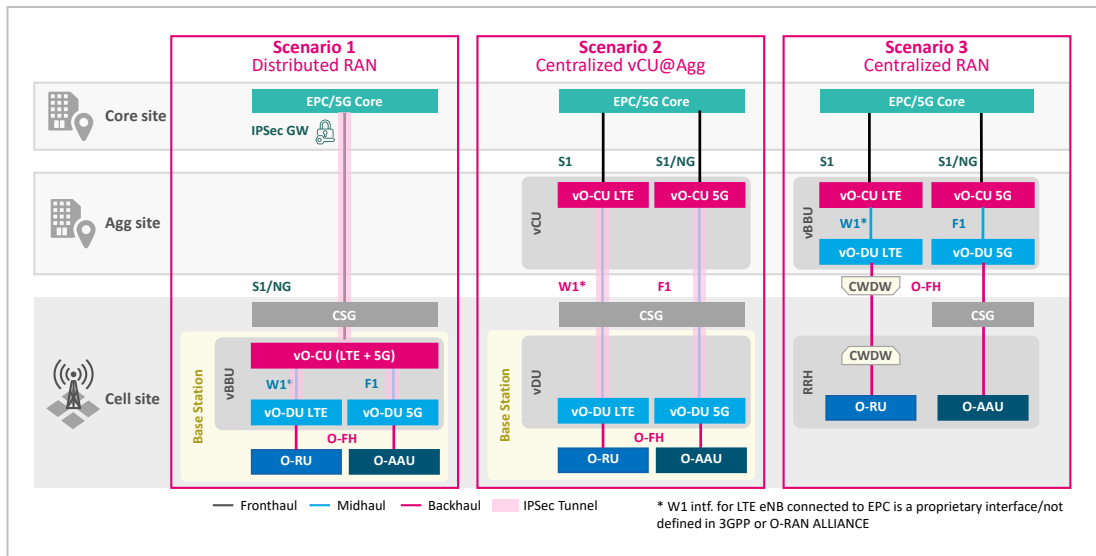 Scenario 1
Distributed RAN
Scenario 2
Centralized vCU@Agg
Scenario 3
Centralized RAN
Core site
EPC/5G Core
IPSec GW
EPC/5G Core
S1
S1/NG
EPC/5G Core
S1
S1/NG
Agg site
vCU
vO-CU LTE
vO-CU 5G
vBBU
vO-CU LTE
vO-CU 5G
W1*
F1
vO-DU LTE
vO-DU 5G
S1/NG
W1*
F1
CWDW
O-FH
Cell site
CSG
Base Station
vBBU
vO-CU (LTE + 5G)
W1*
F1
vO-DU LTE
vO-DU 5G
O-FH
O-RU
O-AAU
CSG
Base Station
vDU
vO-DU LTE
vO-DU 5G
O-FH
O-RU
O-AAU
CSG
CWDW
RRH
O-RU
O-AAU
Fronthaul
Midhaul
Backhaul
IPSec Tunnel
* W1 intf. for LTE eNB connected to EPC is a proprietary interface/not
defined in 3GPP or O-RAN ALLIANCE